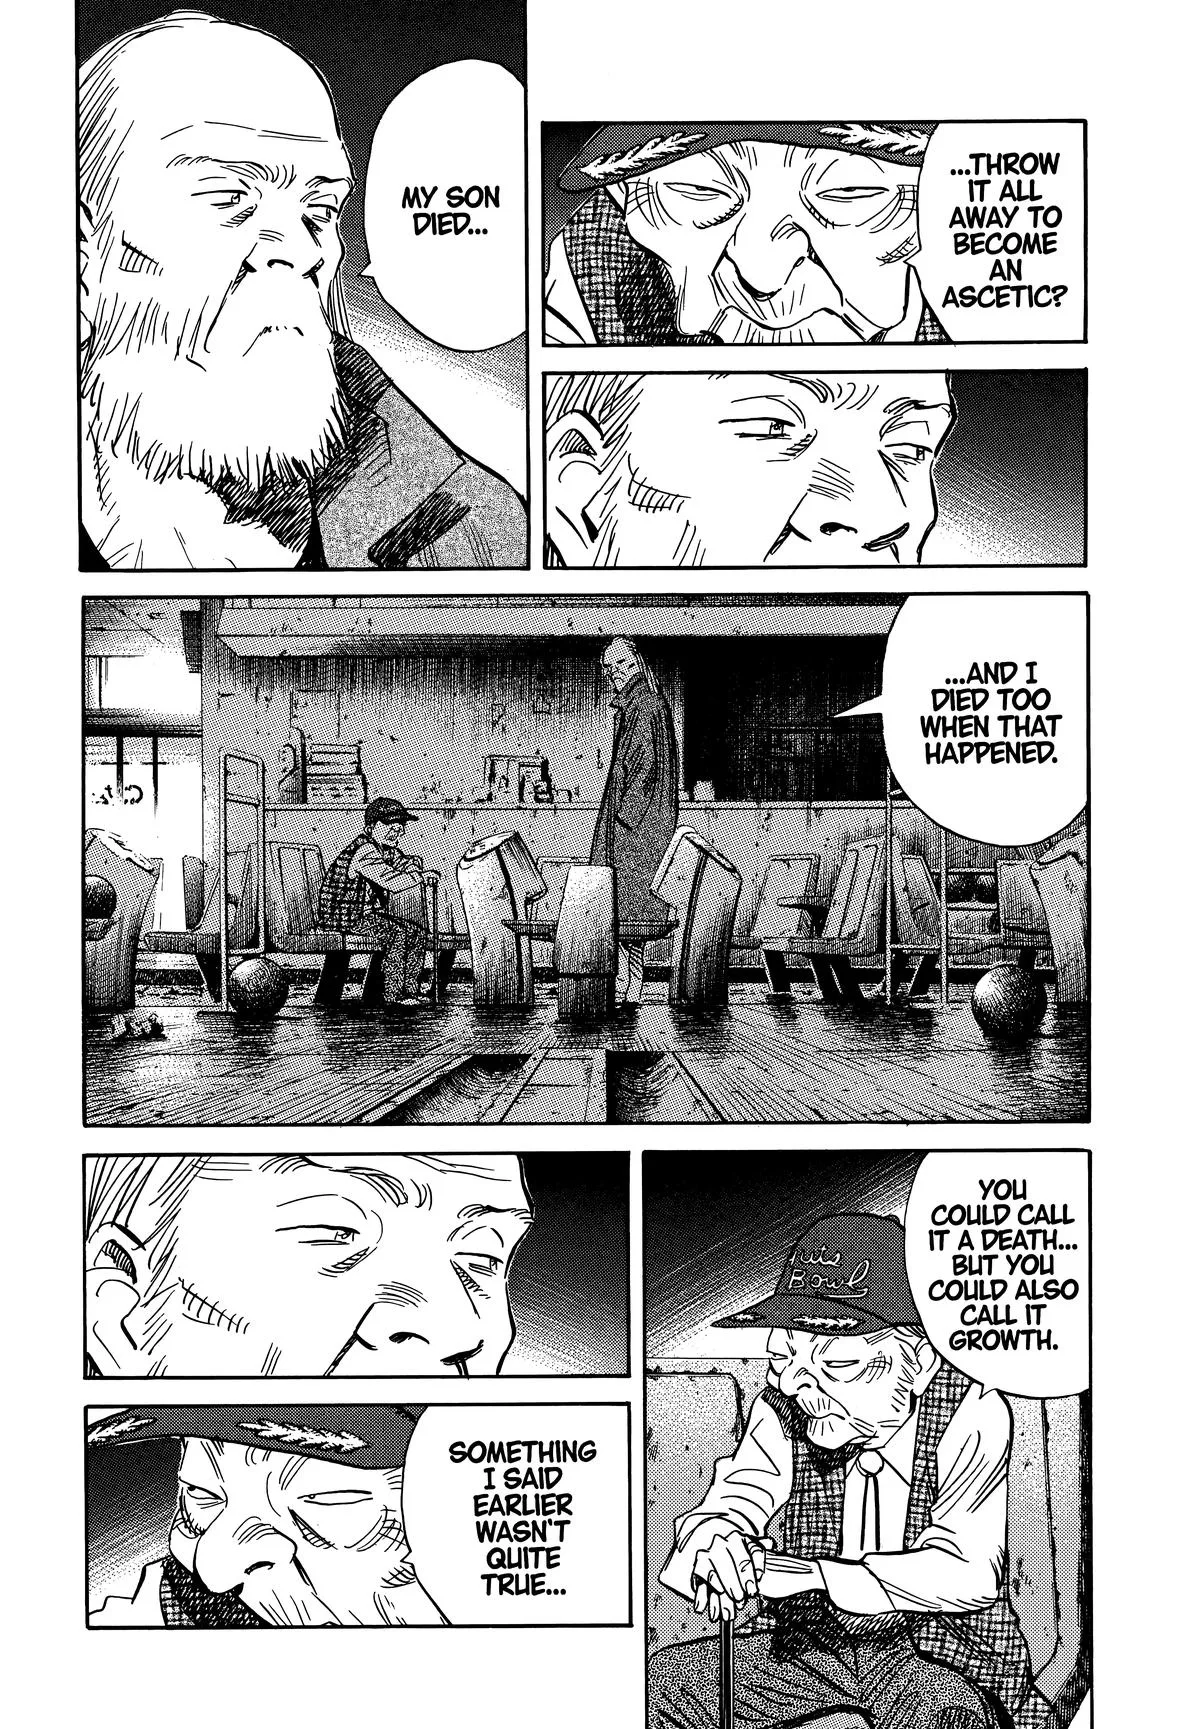 ...THROW
IT ALL
AWAY TO
BECOME
AN
ASCETIC?
MY SON
DIED...
...AND I
DIED TOO
WHEN THAT
HAPPENED.
YOU
COULD CALL
IT A DEATH...
BUT YOU
COULD ALSO
CALL IT
GROWTH.
Bowl
SOMETHING
I SAID
EARLIER
WASN'T
QUITE
TRUE...